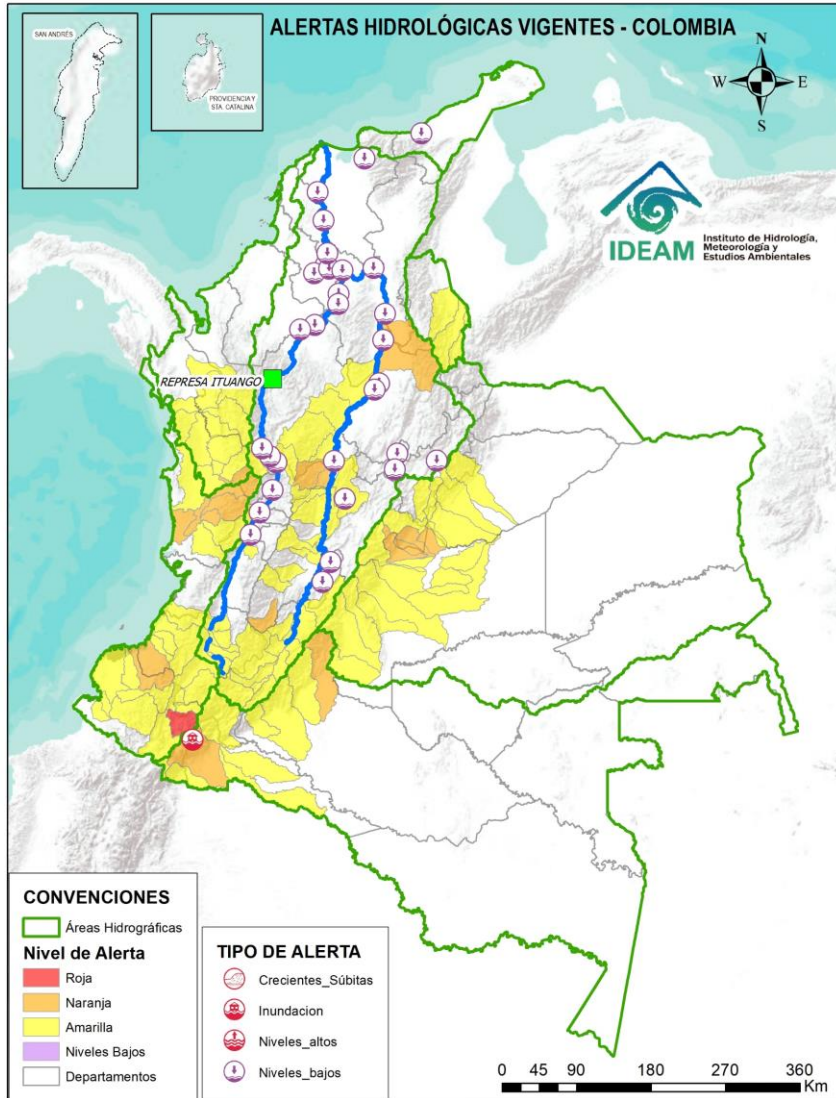 ALERTAS HIDROLÓGICAS VIGENTES - COLOMBIA
SAN ANDRÉS
PROVIDENCIA Y
STA. CATALINA
N
W
E
S
IDEAM
Instituto de Hidrología,
Meteorología y
Estudios Ambientales
REPRESA ITUANGO
CONVENCIONES
Áreas Hidrográficas
Nivel de Alerta
Roja
Naranja
Amarilla
Niveles Bajos
Departamentos
TIPO DE ALERTA
Crecientes_Súbitas
Inundacion
Niveles_altos
Niveles_bajos
0 45 90 180 270 360
Km